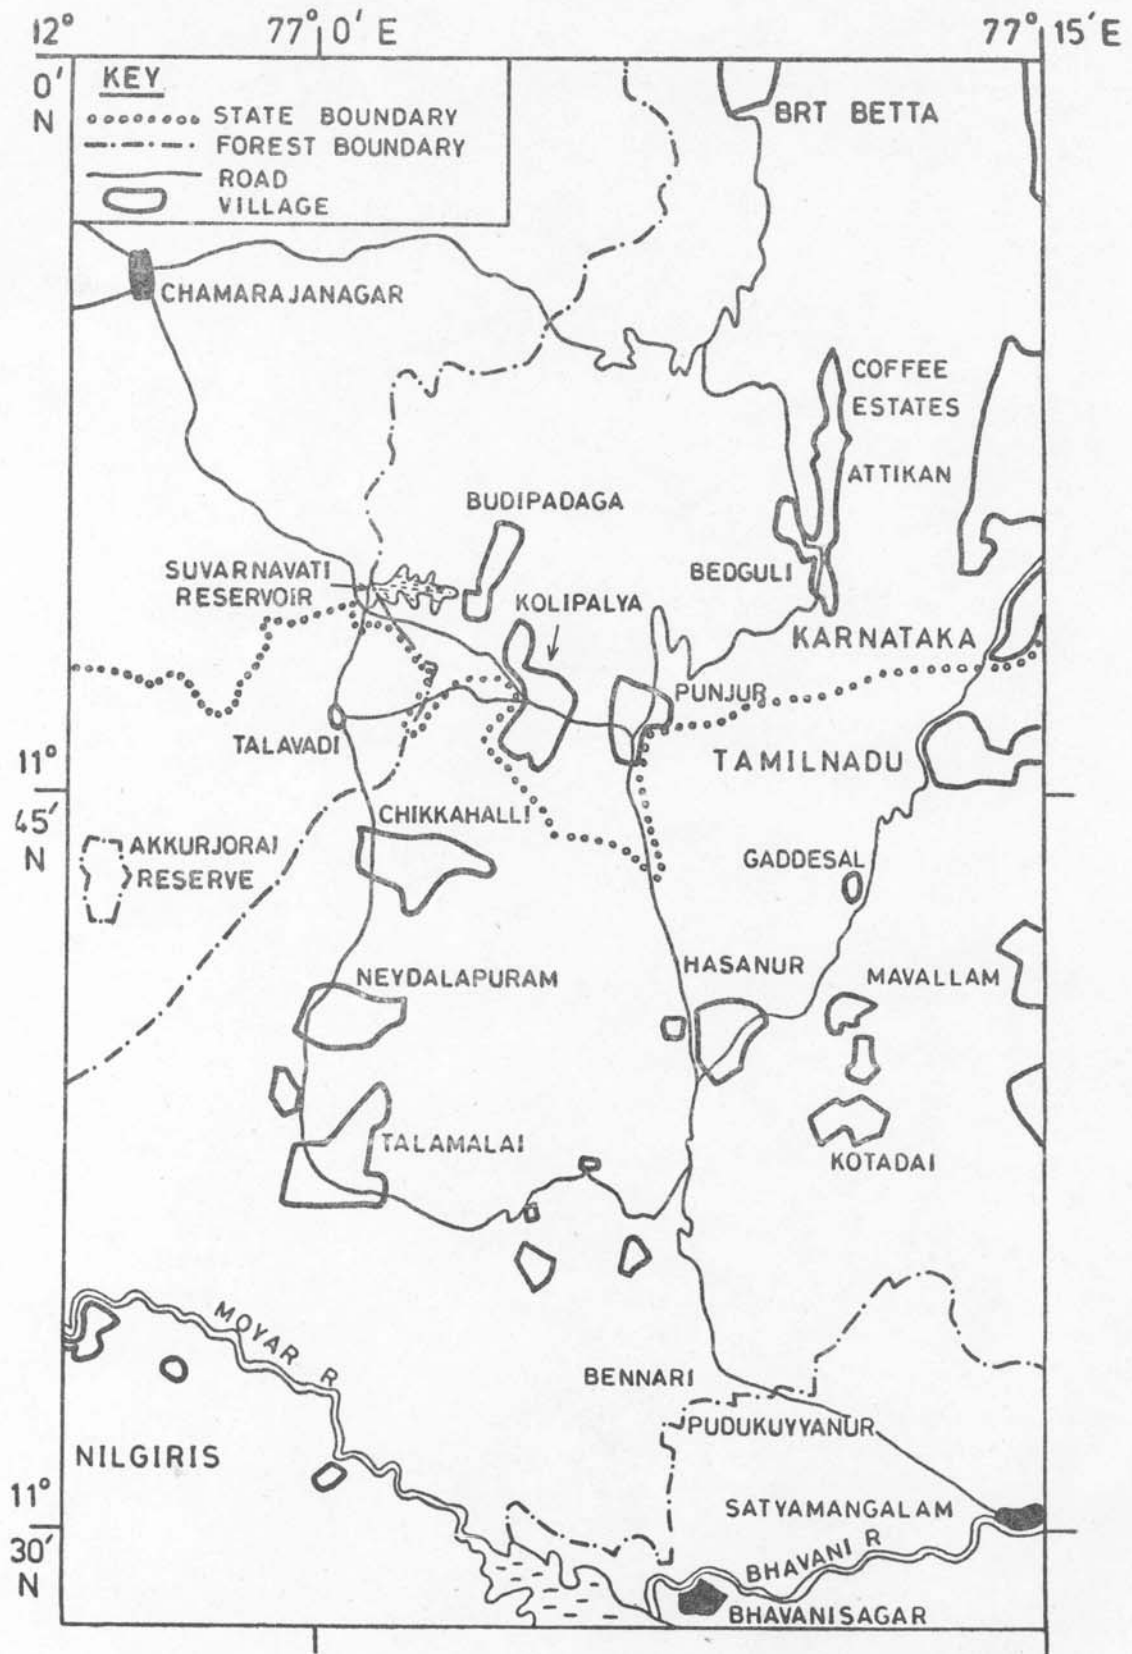 12° 77° 0' E 77° 15' E
0'
N
KEY
STATE BOUNDARY
FOREST BOUNDARY
ROAD
VILLAGE
BRT BETTA
CHAMARAJANAGAR
COFFEE
ESTATES
ATTIKAN
BUDIPADAGA
SUVARNAVATI
RESERVOIR
BEDGULI
KOLIPALYA
KARNATAKA
PUNJUR
TALAVADI
TAMILNADU
11°
45'
N
CHIKKAHALLI
AKKURJORAI
RESERVE
GADDESAL
HASANUR
MAVALLAM
NEYDALAPURAM
TALAMALAI
KOTADAI
MOYAR R
BENNARI
PUDUKUYYANUR
NILGIRIS
11°
30'
N
SATYAMANGALAM
BHAVANI R
BHAVANISAGAR